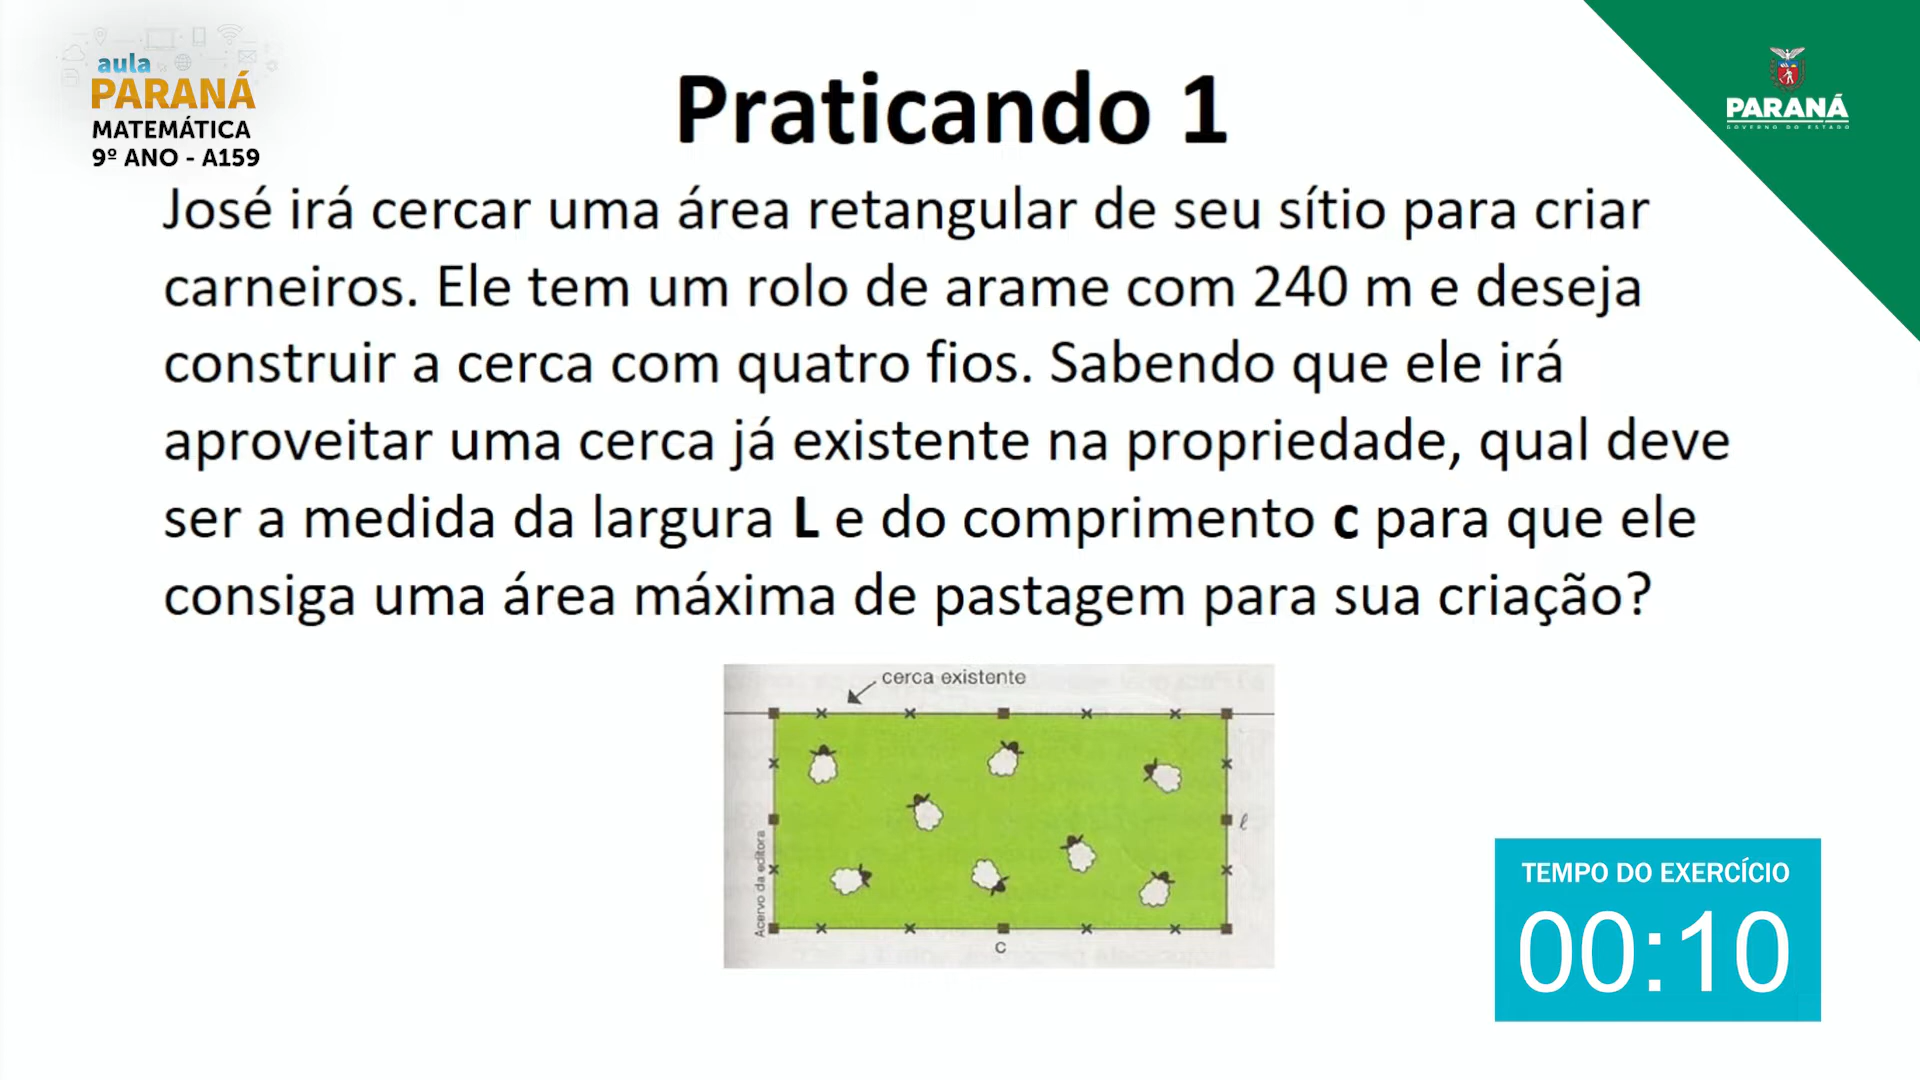 aula
PARANÁ
MATEMÁTICA
9º ANO - A159
PARANÁ
GOVERNO DO ESTADO
Praticando 1
José irá cercar uma área retangular de seu sítio para criar
carneiros. Ele tem um rolo de arame com 240 m e deseja
construir a cerca com quatro fios. Sabendo que ele irá
aproveitar uma cerca já existente na propriedade, qual deve
ser a medida da largura L e do comprimento c para que ele
consiga uma área máxima de pastagem para sua criação?
cerca existente
ℓ
Acervo da editora
c
TEMPO DO EXERCÍCIO
00:10